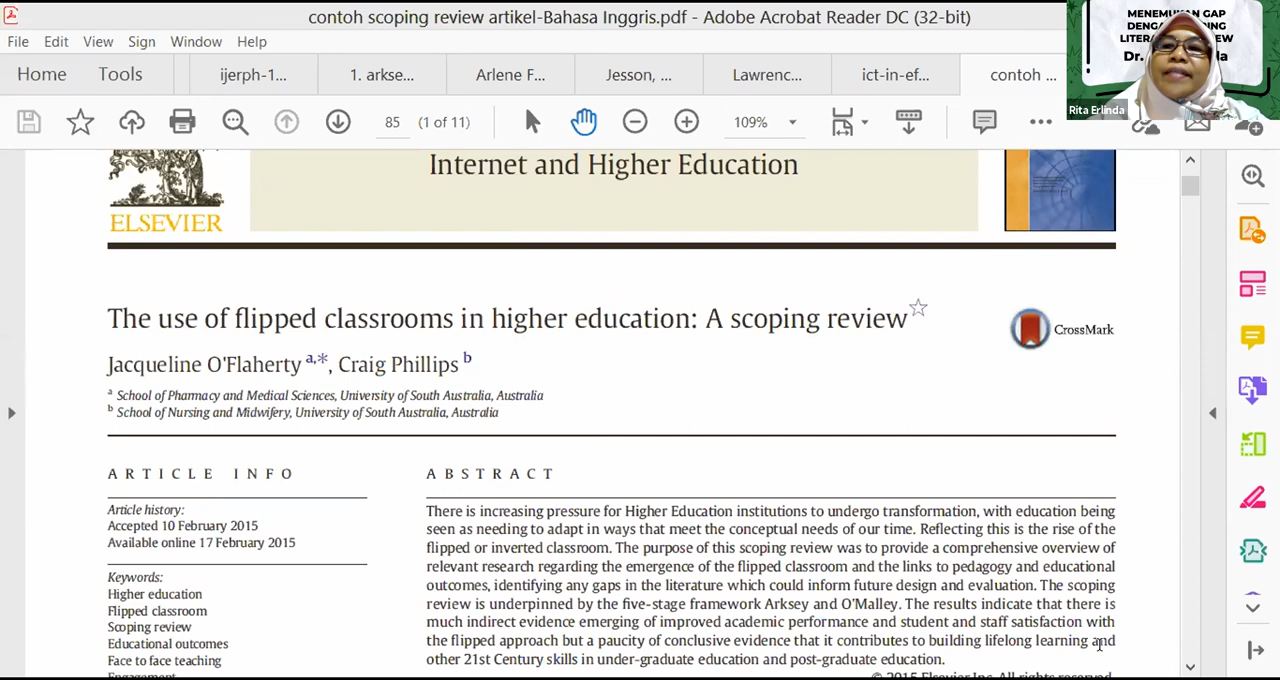 contoh scoping review artikel-Bahasa Inggris.pdf - Adobe Acrobat Reader DC (32-bit)
File Edit View Sign Window Help
Home Tools ijerph-1... 1. arkse... Arlene F... Jesson, ... Lawrenc... ict-in-ef... contoh ...
MENEMUKAN GAP
Dr.
Rita Erlinda
85 (1 of 11) 109%
Internet and Higher Education
ELSEVIER
The use of flipped classrooms in higher education: A scoping review☆
Jacqueline O'Flaherty a,*, Craig Phillips b
a School of Pharmacy and Medical Sciences, University of South Australia, Australia
b School of Nursing and Midwifery, University of South Australia, Australia
CrossMark
ARTICLE INFO
Article history:
Accepted 10 February 2015
Available online 17 February 2015
Keywords:
Higher education
Flipped classroom
Scoping review
Educational outcomes
Face to face teaching
Engagement
ABSTRACT
There is increasing pressure for Higher Education institutions to undergo transformation, with education being
seen as needing to adapt in ways that meet the conceptual needs of our time. Reflecting this is the rise of the
flipped or inverted classroom. The purpose of this scoping review was to provide a comprehensive overview of
relevant research regarding the emergence of the flipped classroom and the links to pedagogy and educational
outcomes, identifying any gaps in the literature which could inform future design and evaluation. The scoping
review is underpinned by the five-stage framework Arksey and O'Malley. The results indicate that there is
much indirect evidence emerging of improved academic performance and student and staff satisfaction with
the flipped approach but a paucity of conclusive evidence that it contributes to building lifelong learning and
other 21st Century skills in under-graduate education and post-graduate education.
© 2015 Elsevier Inc. All rights reserved.